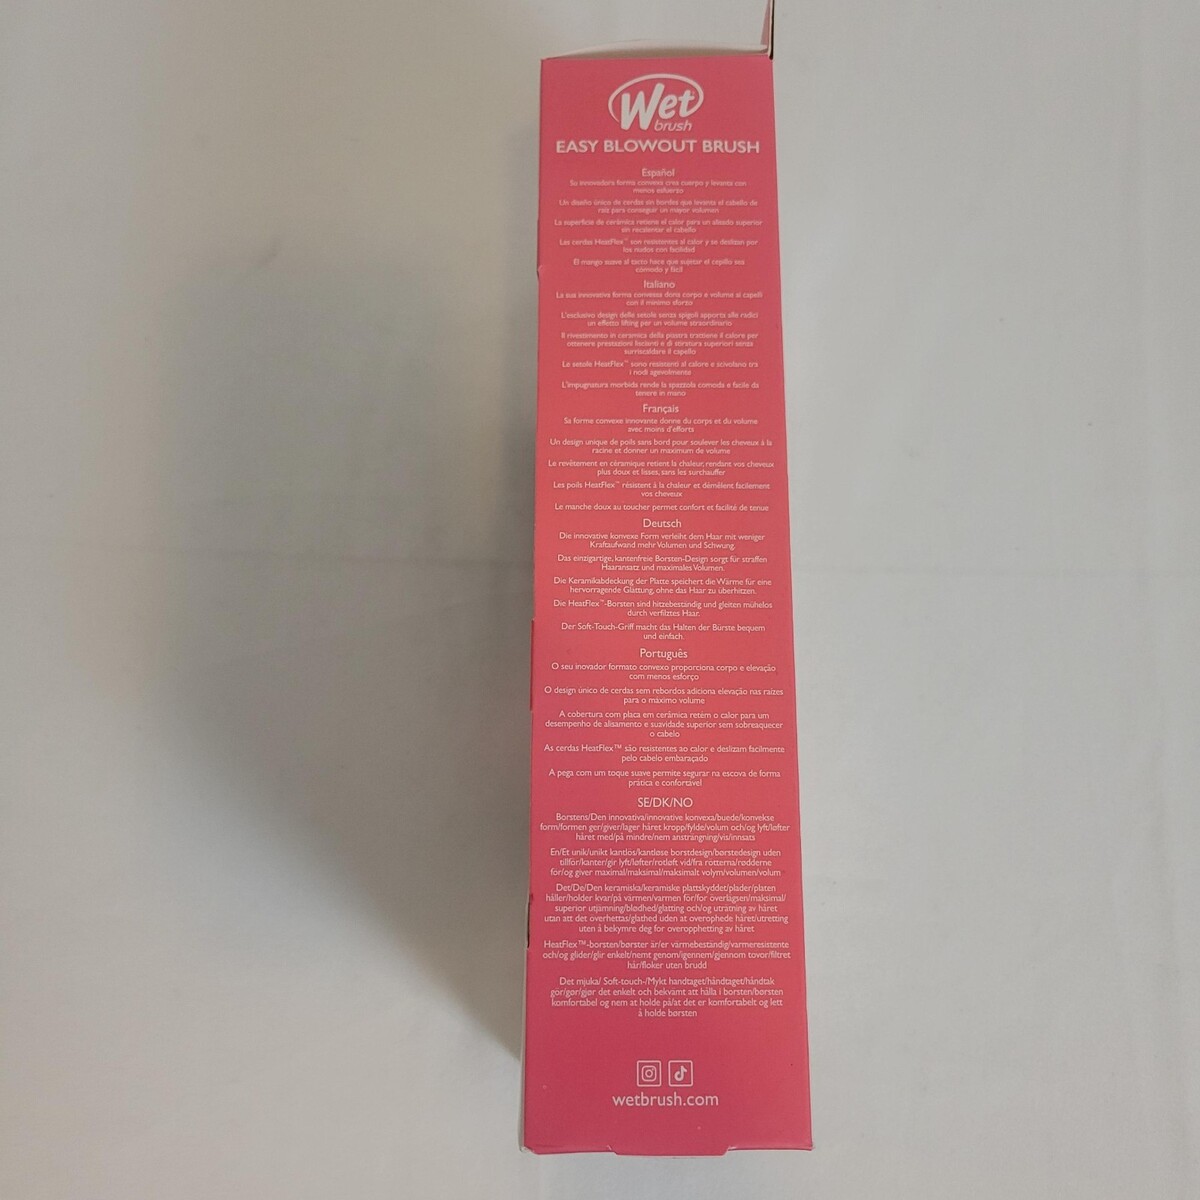 Wet
brush
EASY BLOWOUT BRUSH
Español
Su innovadora forma convexa crea cuerpo y levanta con
menos esfuerzo
Un diseño único de cerdas sin bordes que levanta el cabello de
raíz para conseguir un mayor volumen
La superficie de cerámica retiene el calor para un alisado superior
sin recalentar el cabello
Las cerdas HeatFlex™ son resistentes al calor y se deslizan por
los nudos con facilidad
El mango suave al tacto hace que sujetar el cepillo sea
cómodo y fácil
Italiano
La sua innovativa forma convessa dona corpo e volume ai capelli
con il minimo sforzo
L'esclusivo design delle setole senza spigoli apporta alle radici
un effetto lifting per un volume straordinario
Il rivestimento in ceramica della piastra trattiene il calore per
ottenere prestazioni liscianti e di stiratura superiori senza
surriscaldare il capello
Le setole HeatFlex™ sono resistenti al calore e scivolano tra
i nodi agevolmente
L'impugnatura morbida rende la spazzola comoda e facile da
tenere in mano
Français
Sa forme convexe innovante donne du corps et du volume
avec moins d'efforts
Un design unique de poils sans bord pour soulever les cheveux à la
racine et donner un maximum de volume
Le revêtement en céramique retient la chaleur, rendant vos cheveux
plus doux et lisses, sans les surchauffer
Les poils HeatFlex™ résistent à la chaleur et démêlent facilement
vos cheveux
Le manche doux au toucher permet confort et facilité de tenue
Deutsch
Die innovative konvexe Form verleiht dem Haar mit weniger
Kraftaufwand mehr Volumen und Schwung.
Das einzigartige, kantenfreie Borsten-Design sorgt für straffen
Haaransatz und maximales Volumen.
Die Keramikabdeckung der Platte speichert die Wärme für eine
hervorragende Glättung, ohne das Haar zu überhitzen.
Die HeatFlex™-Borsten sind hitzebeständig und gleiten mühelos
durch verfilztes Haar.
Der Soft-Touch-Griff macht das Halten der Bürste bequem
und einfach.
Português
O seu inovador formato convexo proporciona corpo e elevação
com menos esforço
O design único de cerdas sem rebordos adiciona elevação nas raízes
para o máximo volume
A cobertura com placa em cerâmica retém o calor para um
desempenho de alisamento e suavidade superior sem sobreaquecer
o cabelo
As cerdas HeatFlex™ são resistentes ao calor e deslizam facilmente
pelo cabelo embaraçado
A pega com um toque suave permite segurar na escova de forma
prática e confortável
SE/DK/NO
Borstens/Den innovativa/innovative konvexa/buede/konvekse
form/formen ger/giver/lager håret kropp/fylde/volum och/og lyft/løfter
håret med/på mindre/nem ansträngning/vis/innsats
En/Et unik/unikt kantlös/kantløse borstdesign/børstedesign uden
tillför/kanter/gir lyft/løfter/rotløft vid/fra rötterna/rødderne
för/og giver maximal/maksimal/maksimalt volym/volumen/volum
Det/De/Den keramiska/keramiske plattskyddet/plader/platen
håller/holder kvar/på värmen/varmen för/for överlägsen/maksimal/
superior utjämning/blødhed/glatting och/og uträtning av håret
utan att det överhettas/glathed uden at overophede håret/utretting
uten å bekymre deg for overoppheting av håret
HeatFlex™-borsten/børster är/er värmebeständig/varmeresistente
och/og glider/glir enkelt/nemt genom/igennem/gjennom tovor/filtret
hår/floker uten brudd
Det mjuka/ Soft-touch-/Mykt handtaget/håndtaget/håndtak
gör/gør/gjør det enkelt och bekvämt att hålla i borsten/børsten
komfortabel og nem at holde på/at det er komfortabelt og lett
å holde børsten
wetbrush.com